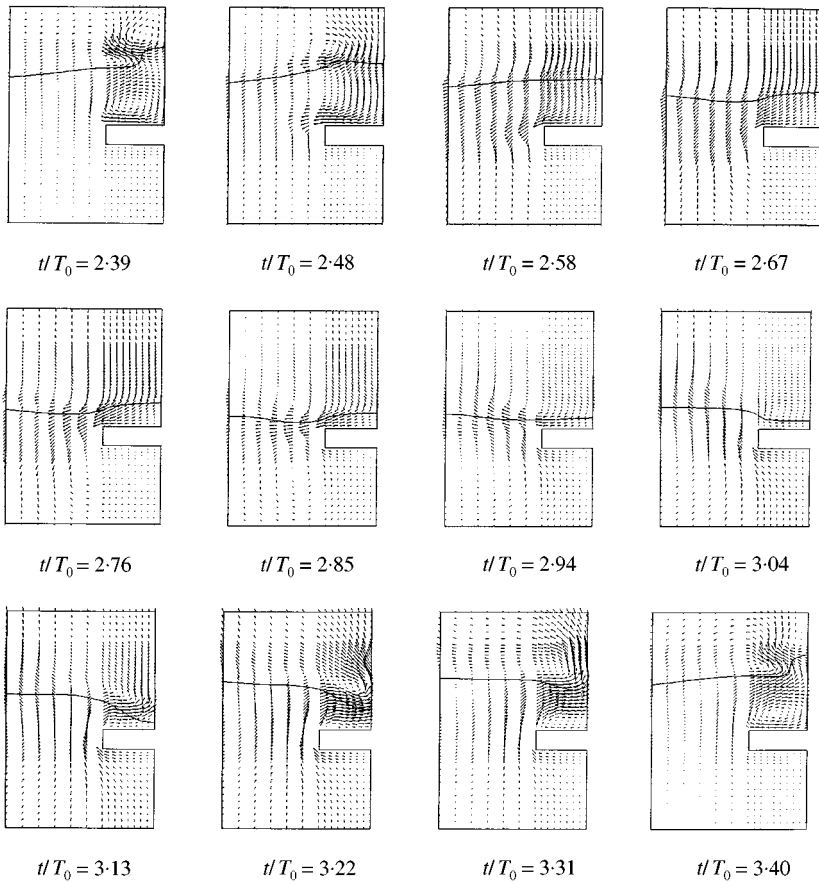 t/T₀ = 2·39
t/T₀ = 2·48
t/T₀ = 2·58
t/T₀ = 2·67
t/T₀ = 2·76
t/T₀ = 2·85
t/T₀ = 2·94
t/T₀ = 3·04
t/T₀ = 3·13
t/T₀ = 3·22
t/T₀ = 3·31
t/T₀ = 3·40